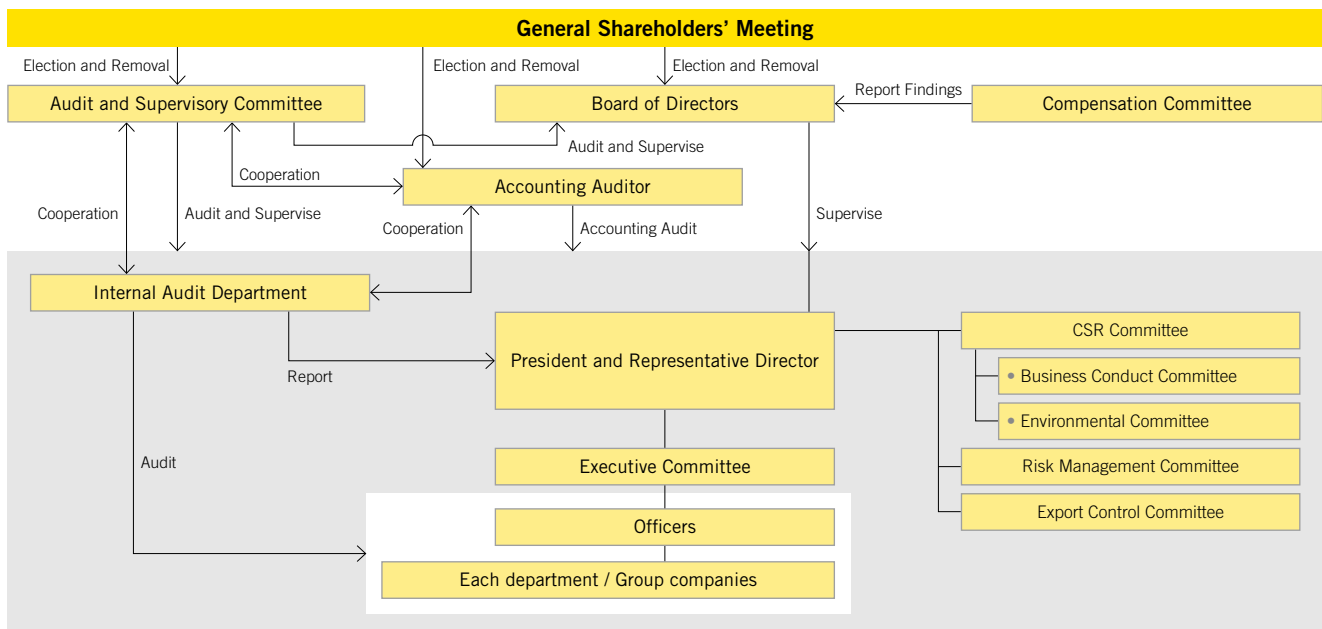 General Shareholders’ Meeting
Election and Removal
Election and Removal
Election and Removal
Audit and Supervisory Committee
Board of Directors
Report Findings
Compensation Committee
Audit and Supervise
Cooperation
Accounting Auditor
Cooperation
Audit and Supervise
Cooperation
Accounting Audit
Supervise
Internal Audit Department
President and Representative Director
Report
CSR Committee
• Business Conduct Committee
• Environmental Committee
Audit
Executive Committee
Risk Management Committee
Officers
Export Control Committee
Each department / Group companies